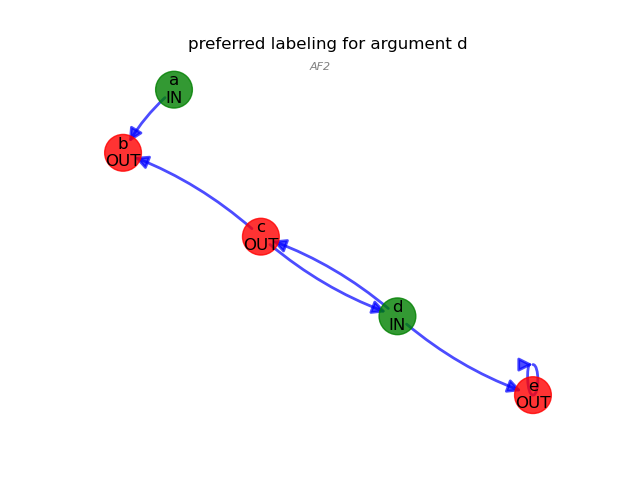 preferred labeling for argument d
AF2
a
IN
b
OUT
c
OUT
d
IN
e
OUT